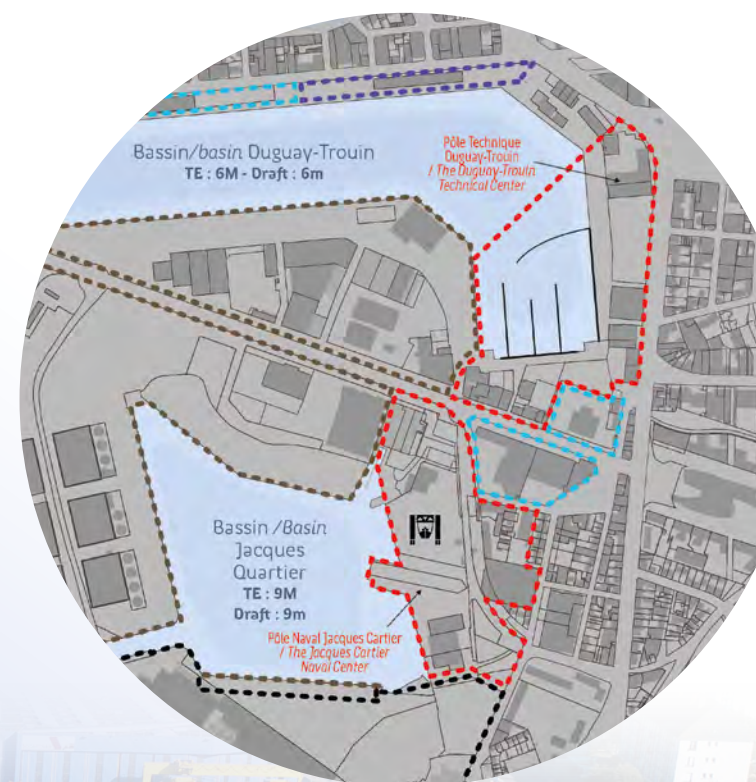 Bassin/basin Duguay-Trouin
TE : 6M - Draft : 6m
Pôle Technique
Duguay-Trouin
/ The Duguay-Trouin
Technical Center
Bassin /Basin
Jacques
Quartier
TE : 9M
Draft : 9m
Pôle Naval Jacques Cartier
/ The Jacques Cartier
Naval Center